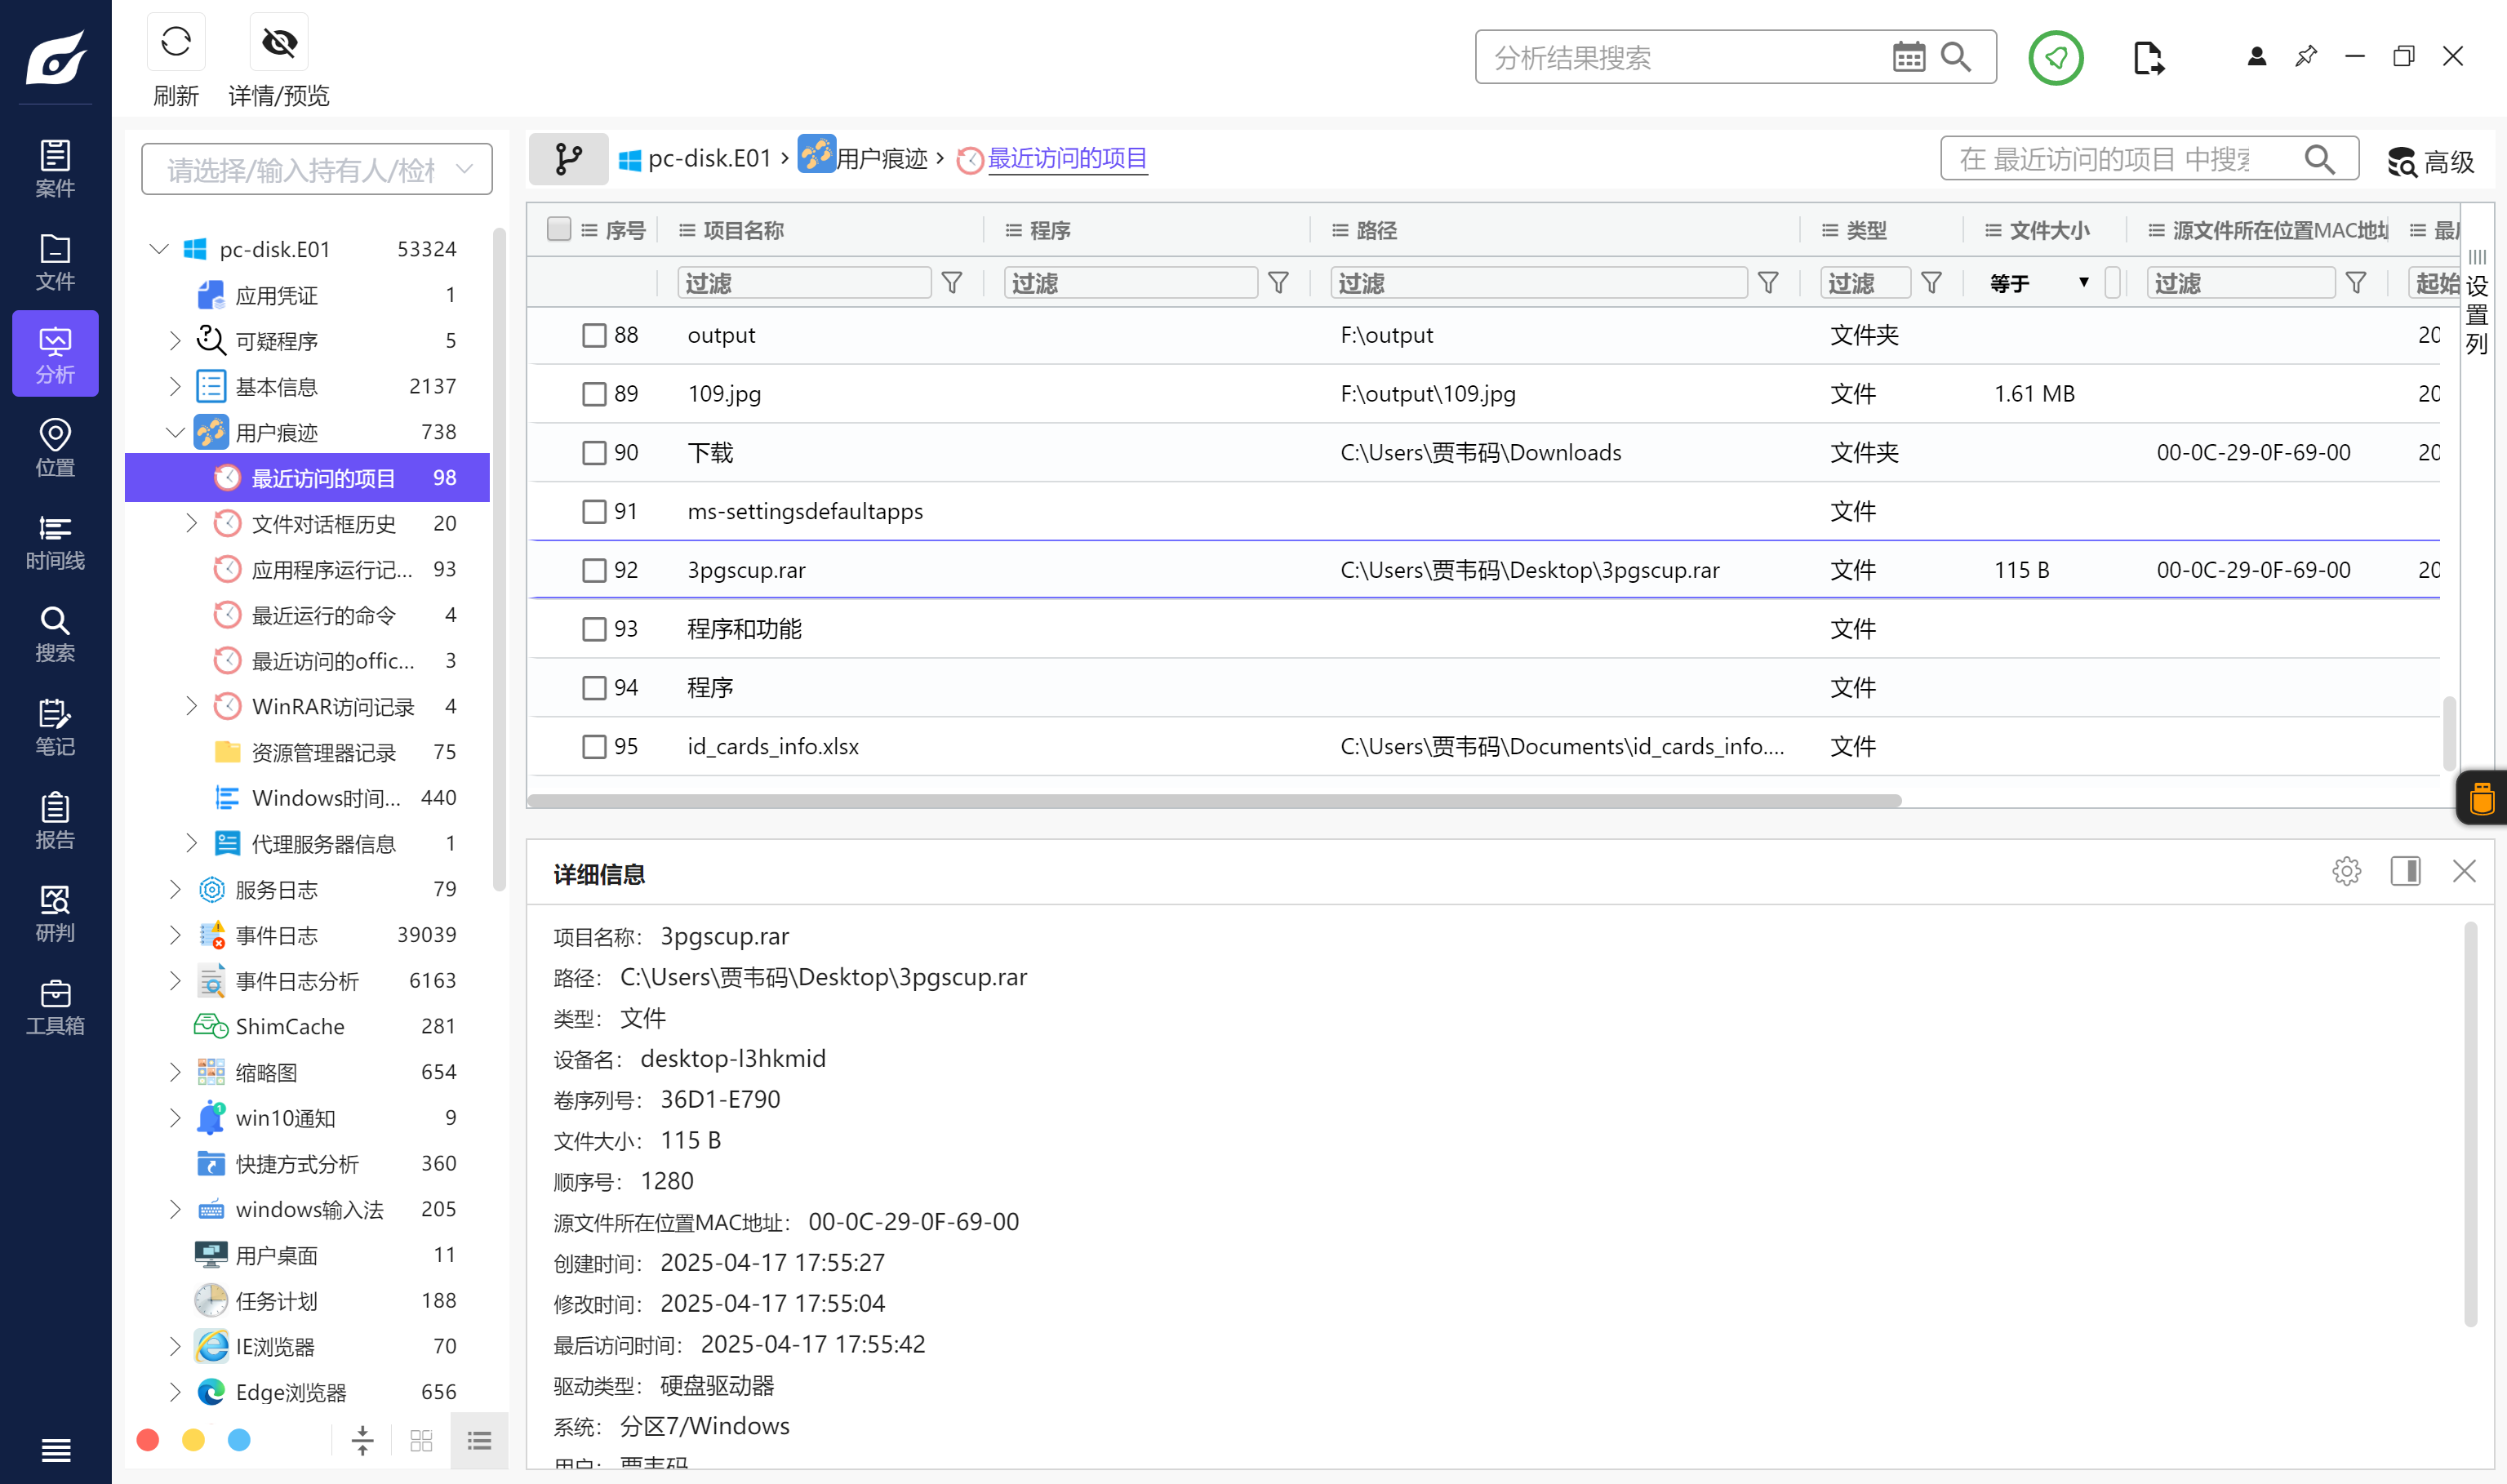 刷新
详情/预览
分析结果搜索
案件
文件
分析
位置
时间线
搜索
笔记
报告
研判
工具箱
请选择/输入持有人/检材
pc-disk.E01 53324
应用凭证 1
可疑程序 5
基本信息 2137
用户痕迹 738
最近访问的项目 98
文件对话框历史 20
应用程序运行记... 93
最近运行的命令 4
最近访问的offic... 3
WinRAR访问记录 4
资源管理器记录 75
Windows时间... 440
代理服务器信息 1
服务日志 79
事件日志 39039
事件日志分析 6163
ShimCache 281
缩略图 654
win10通知 9
快捷方式分析 360
windows输入法 205
用户桌面 11
任务计划 188
IE浏览器 70
Edge浏览器 656
pc-disk.E01 › 用户痕迹 › 最近访问的项目
在 最近访问的项目 中搜索
高级
序号 项目名称 程序 路径 类型 文件大小 源文件所在位置MAC地址 最后
过滤 过滤 过滤 过滤 等于 过滤 起始
设置列
88 output F:\output 文件夹 20
89 109.jpg F:\output\109.jpg 文件 1.61 MB 20
90 下载 C:\Users\贾韦码\Downloads 文件夹 00-0C-29-0F-69-00 20
91 ms-settingsdefaultapps 文件
92 3pgscup.rar C:\Users\贾韦码\Desktop\3pgscup.rar 文件 115 B 00-0C-29-0F-69-00 20
93 程序和功能 文件
94 程序 文件
95 id_cards_info.xlsx C:\Users\贾韦码\Documents\id_cards_info.... 文件
详细信息
项目名称： 3pgscup.rar
路径： C:\Users\贾韦码\Desktop\3pgscup.rar
类型： 文件
设备名： desktop-l3hkmid
卷序列号： 36D1-E790
文件大小： 115 B
顺序号： 1280
源文件所在位置MAC地址： 00-0C-29-0F-69-00
创建时间： 2025-04-17 17:55:27
修改时间： 2025-04-17 17:55:04
最后访问时间： 2025-04-17 17:55:42
驱动类型： 硬盘驱动器
系统： 分区7/Windows
用户： 贾韦码